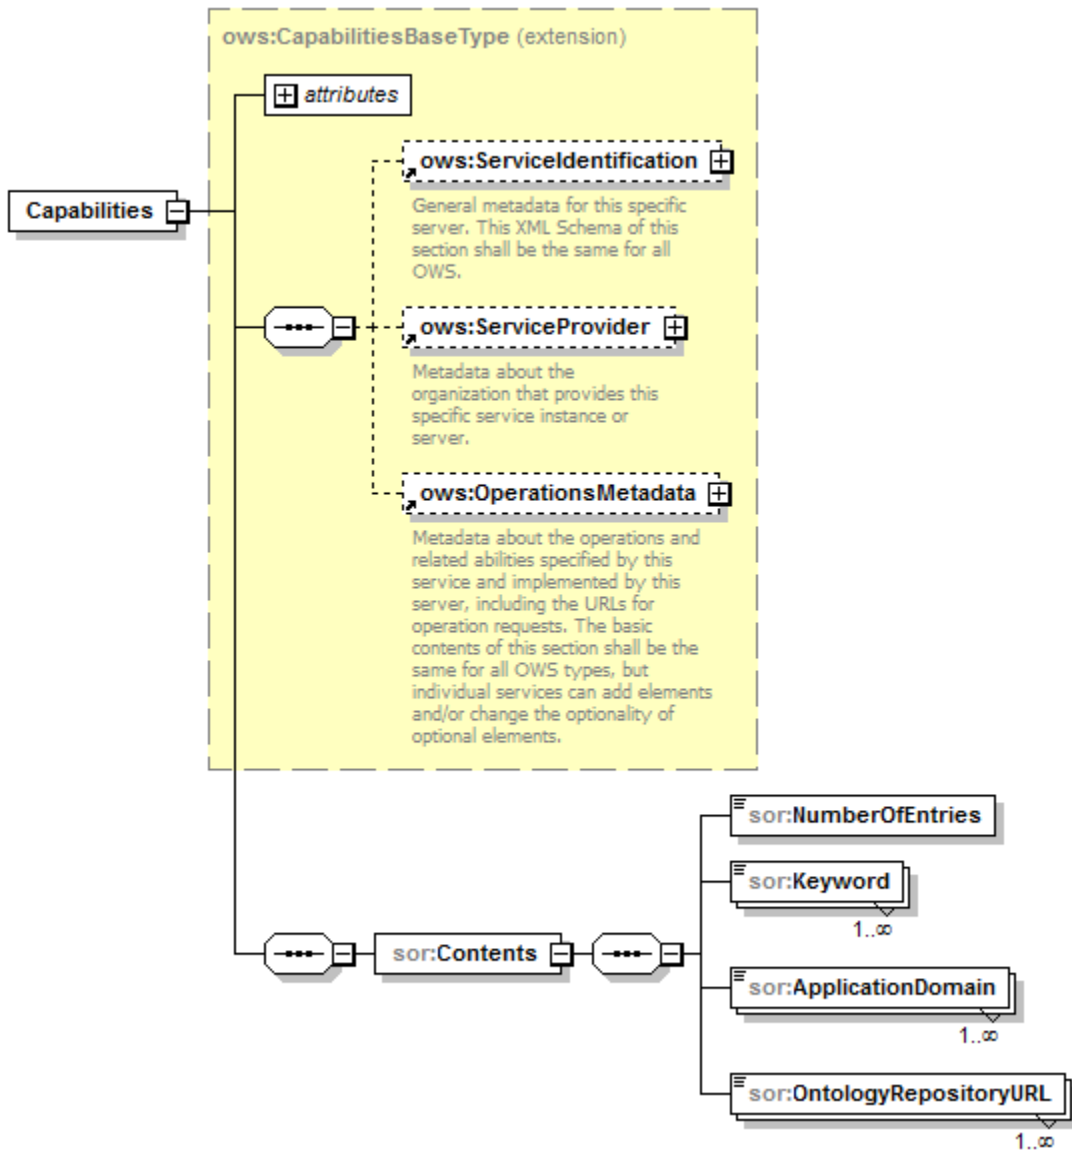 ows:CapabilitiesBaseType (extension)
attributes
Capabilities
ows:ServiceIdentification
General metadata for this specific
server. This XML Schema of this
section shall be the same for all
OWS.
ows:ServiceProvider
Metadata about the
organization that provides this
specific service instance or
server.
ows:OperationsMetadata
Metadata about the operations and
related abilities specified by this
service and implemented by this
server, including the URLs for
operation requests. The basic
contents of this section shall be the
same for all OWS types, but
individual services can add elements
and/or change the optionality of
optional elements.
sor:Contents
sor:NumberOfEntries
sor:Keyword
1..∞
sor:ApplicationDomain
1..∞
sor:OntologyRepositoryURL
1..∞